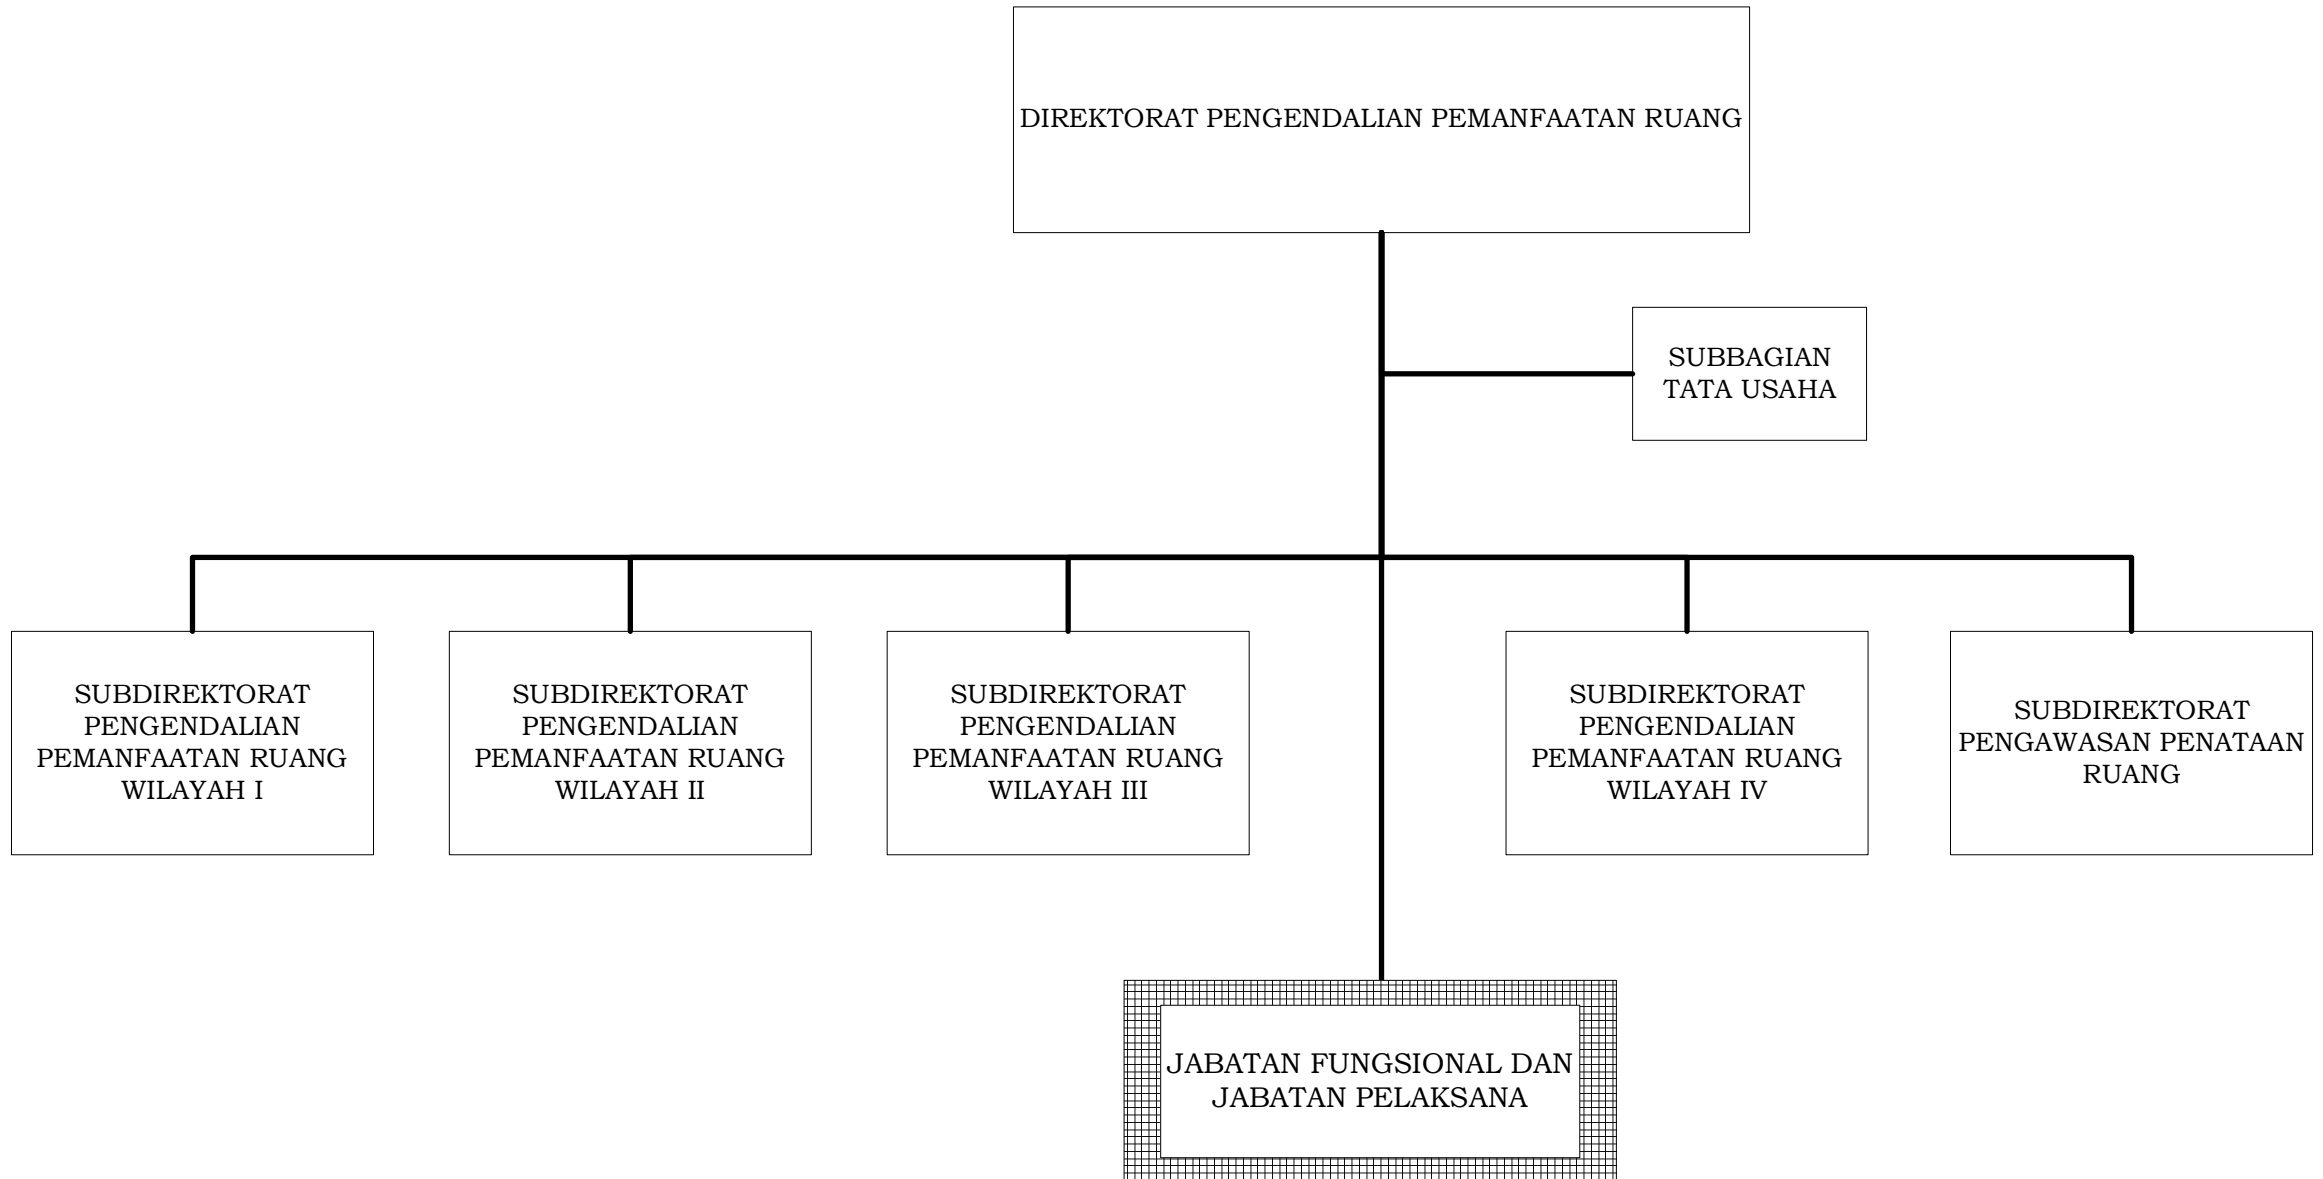 DIREKTORAT PENGENDALIAN PEMANFAATAN RUANG
SUBBAGIAN
TATA USAHA
SUBDIREKTORAT
PENGENDALIAN
PEMANFAATAN RUANG
WILAYAH I
SUBDIREKTORAT
PENGENDALIAN
PEMANFAATAN RUANG
WILAYAH II
SUBDIREKTORAT
PENGENDALIAN
PEMANFAATAN RUANG
WILAYAH III
SUBDIREKTORAT
PENGENDALIAN
PEMANFAATAN RUANG
WILAYAH IV
SUBDIREKTORAT
PENGAWASAN PENATAAN
RUANG
JABATAN FUNGSIONAL DAN
JABATAN PELAKSANA